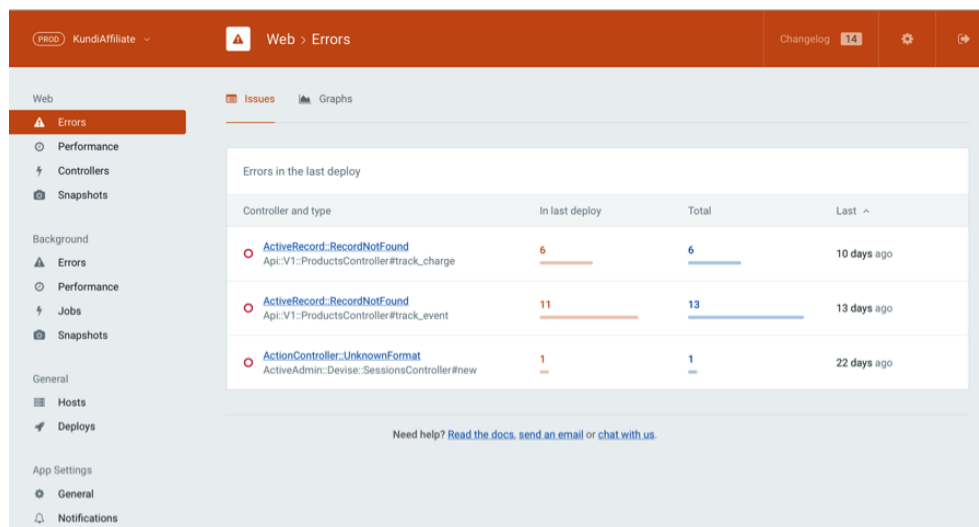 PROD KundiAffiliate
Web > Errors
Changelog 14
Web
Errors
Performance
Controllers
Snapshots
Background
Errors
Performance
Jobs
Snapshots
General
Hosts
Deploys
App Settings
General
Notifications
Issues Graphs
Errors in the last deploy
Controller and type In last deploy Total Last
ActiveRecord::RecordNotFound
Api::V1::ProductsController#track_charge
6 6 10 days ago
ActiveRecord::RecordNotFound
Api::V1::ProductsController#track_event
11 13 13 days ago
ActionController::UnknownFormat
ActiveAdmin::Devise::SessionsController#new
1 1 22 days ago
Need help? Read the docs, send an email or chat with us.